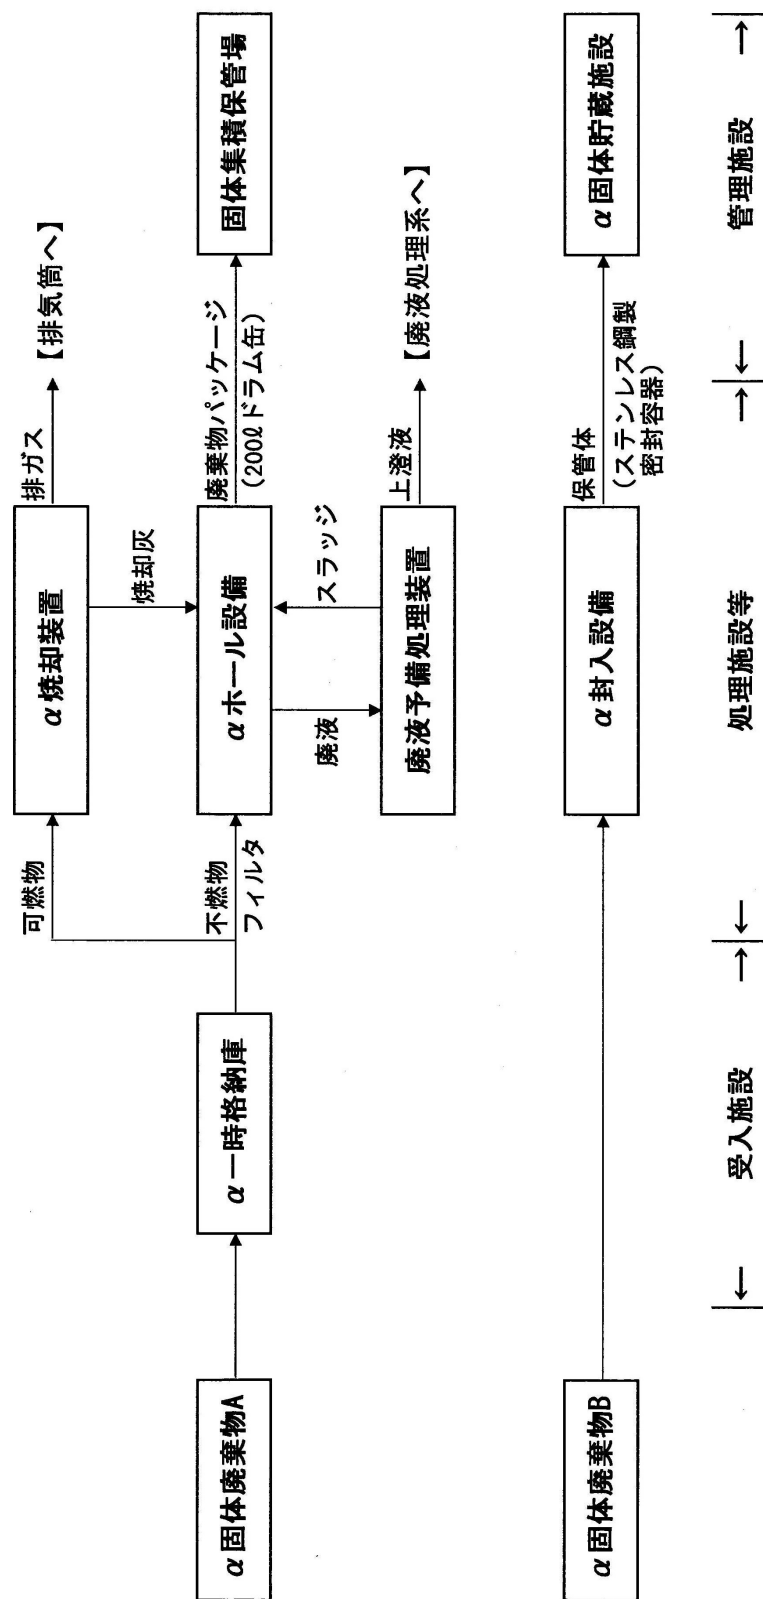 α固体廃棄物A
α一時格納庫
可燃物
不燃物
フィルタ
α焼却装置
排ガス
【排気筒へ】
焼却灰
αホール設備
廃棄物パッケージ
(200ℓドラム缶)
固体集積保管場
廃液
スラッジ
廃液予備処理装置
上澄液
【廃液処理系へ】
α固体廃棄物B
α封入設備
保管体
(ステンレス鋼製
密封容器)
α固体貯蔵施設
受入施設
処理施設等
管理施設